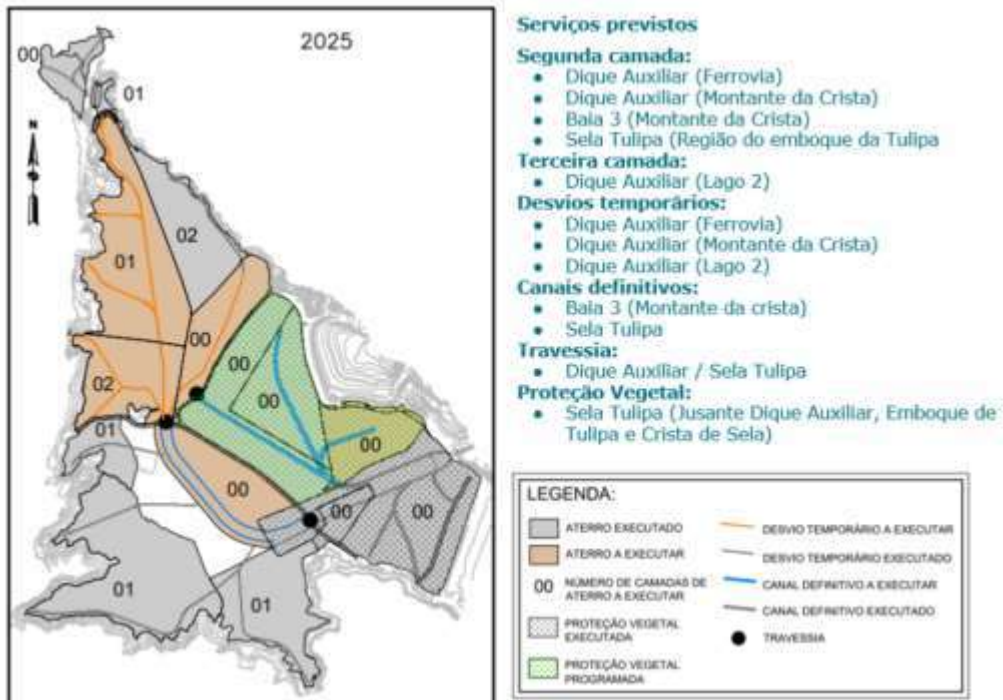 2025
00
01
N
02
01
00
00
02
00
01
00
00
00
00
01
01
Serviços previstos
Segunda camada:
• Dique Auxiliar (Ferrovia)
• Dique Auxiliar (Montante da Crista)
• Baia 3 (Montante da Crista)
• Sela Tulipa (Região do emboque da Tulipa
Terceira camada:
• Dique Auxiliar (Lago 2)
Desvios temporários:
• Dique Auxiliar (Ferrovia)
• Dique Auxiliar (Montante da Crista)
• Dique Auxiliar (Lago 2)
Canais definitivos:
• Baia 3 (Montante da crista)
• Sela Tulipa
Travessia:
• Dique Auxiliar / Sela Tulipa
Proteção Vegetal:
• Sela Tulipa (Jusante Dique Auxiliar, Emboque de
Tulipa e Crista de Sela)
LEGENDA:
ATERRO EXECUTADO
ATERRO A EXECUTAR
00 NÚMERO DE CAMADAS DE
ATERRO A EXECUTAR
PROTEÇÃO VEGETAL
EXECUTADA
PROTEÇÃO VEGETAL
PROGRAMADA
DESVIO TEMPORÁRIO A EXECUTAR
DESVIO TEMPORÁRIO EXECUTADO
CANAL DEFINITIVO A EXECUTAR
CANAL DEFINITIVO EXECUTADO
TRAVESSIA